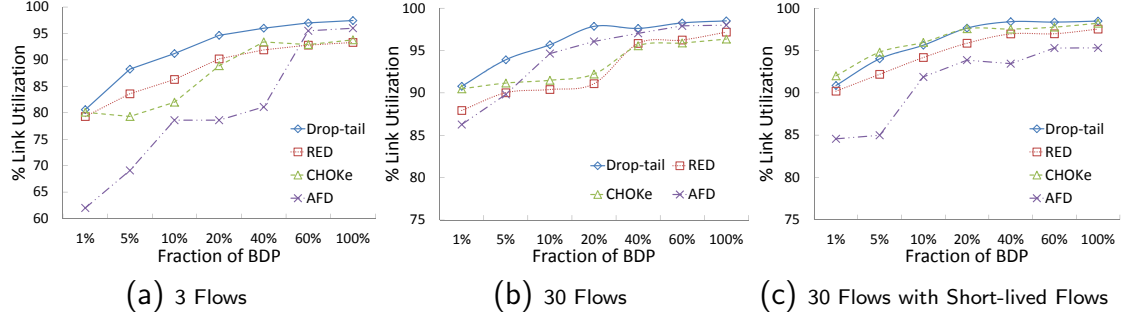 % Link Utilization
100
95
90
85
80
75
70
65
60
Drop-tail
RED
CHOKe
AFD
1% 5% 10% 20% 40% 60% 100%
Fraction of BDP
(a) 3 Flows
% Link Utilization
100
95
90
85
80
75
Drop-tail RED
CHOKe AFD
1% 5% 10% 20% 40% 60% 100%
Fraction of BDP
(b) 30 Flows
% Link Utilization
100
95
90
85
80
75
Drop-tail
RED
CHOKe
AFD
1% 5% 10% 20% 40% 60% 100%
Fraction of BDP
(c) 30 Flows with Short-lived Flows